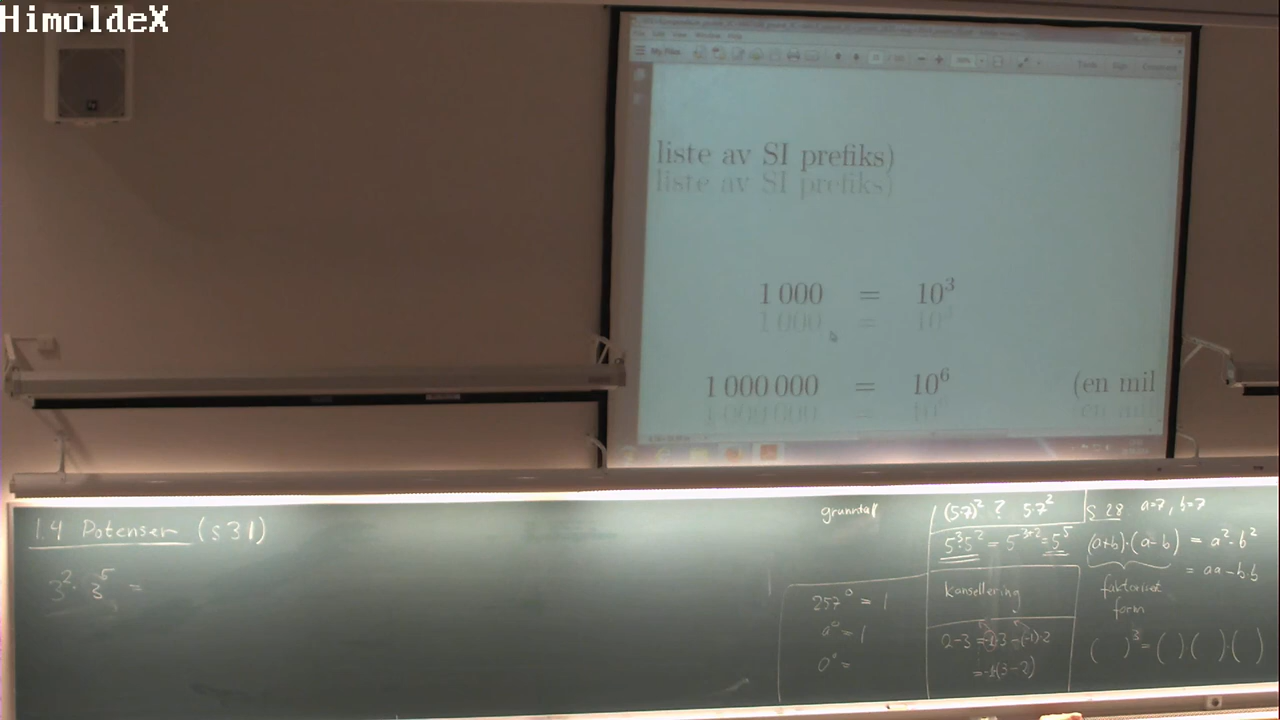 HimoldeX
My Files
liste av SI prefiks)
1 000 = 10³
1 000 000 = 10⁶ (en mil
1.4 Potenser (s 31)
3² · 3⁵ =
grunntall
257⁰ = 1
a⁰ = 1
0⁰ =
(5·7)² ? 5·7²
5³·5² = 5³⁺² = 5⁵
kansellering
2-3 = -1·3-(-1)·2
= -1(3-2)
s 28 a=7, b=7
(a+b)·(a-b) = a²-b²
= aa-b·b
faktorisert
form
( )³ = ( )( )·( )